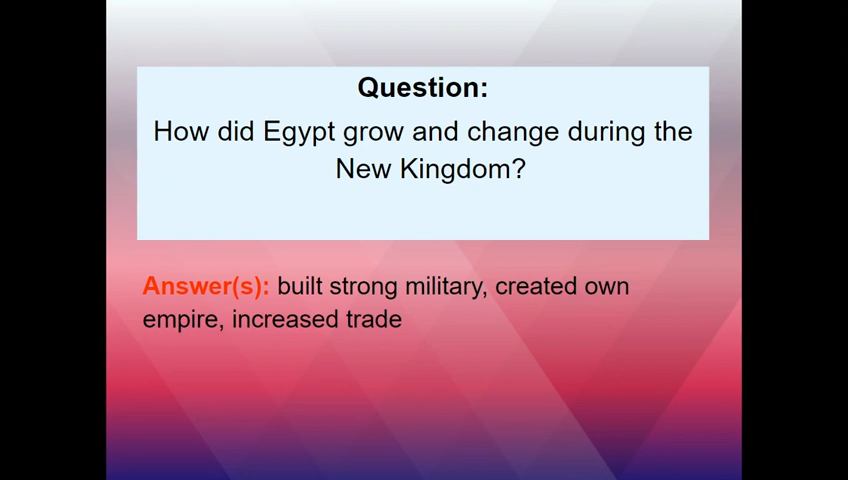 Question:
How did Egypt grow and change during the
New Kingdom?
Answer(s): built strong military, created own
empire, increased trade